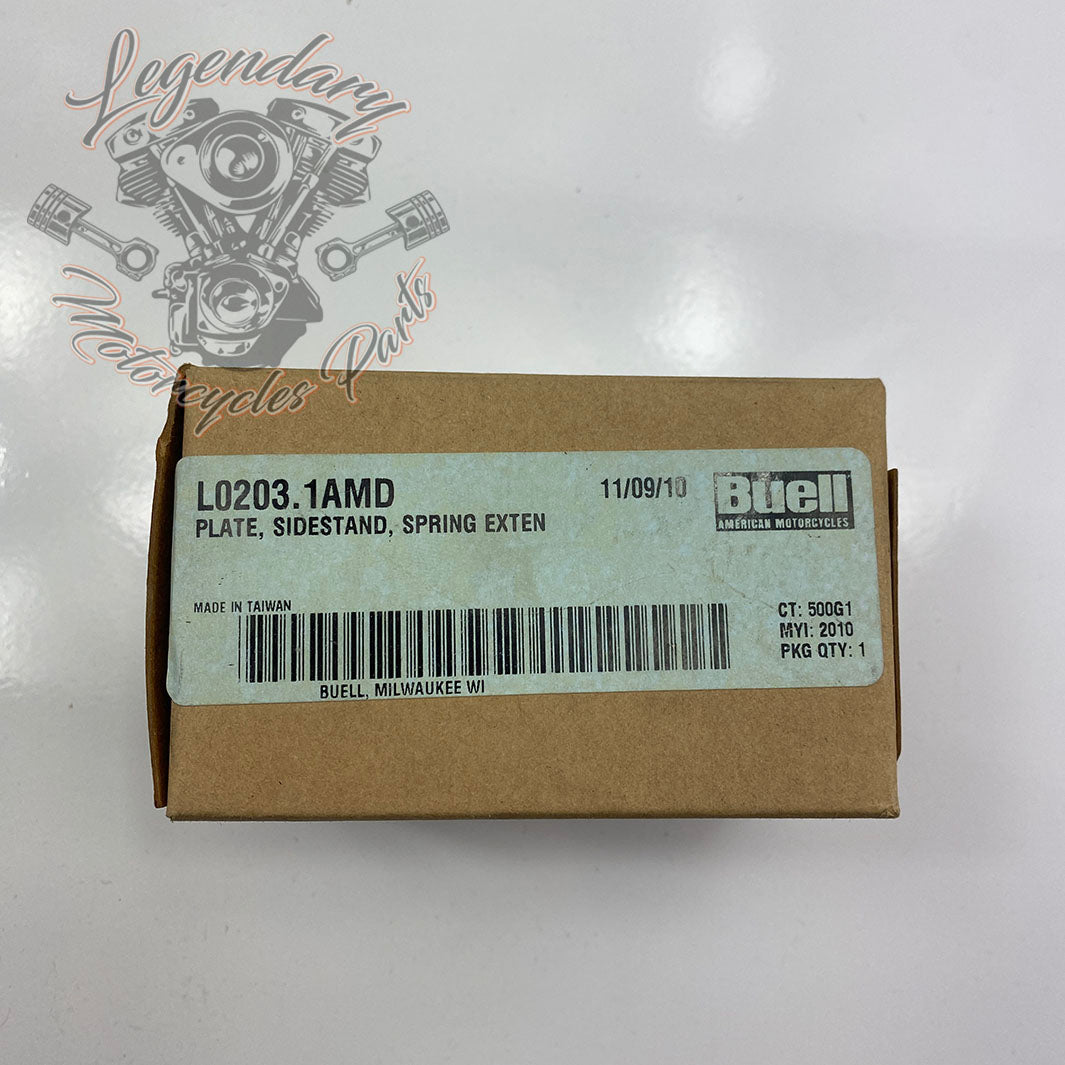 Legendary
Motorcycles Parts
L0203.1AMD
11/09/10
Buell
AMERICAN MOTORCYCLES
PLATE, SIDESTAND, SPRING EXTEN
MADE IN TAIWAN
CT: 500G1
MYI: 2010
PKG QTY: 1
BUELL, MILWAUKEE WI